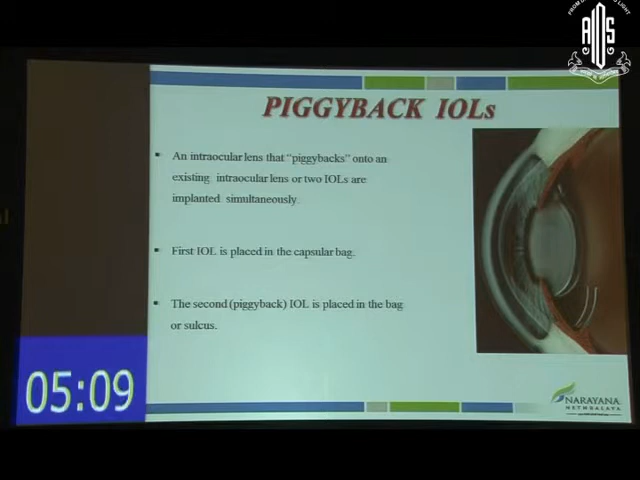 AIOS
PIGGYBACK IOLs
▪ An intraocular lens that "piggybacks" onto an
existing intraocular lens or two IOLs are
implanted simultaneously.
▪ First IOL is placed in the capsular bag.
▪ The second (piggyback) IOL is placed in the bag
or sulcus.
05:09
NARAYANA
NETHRALAYA